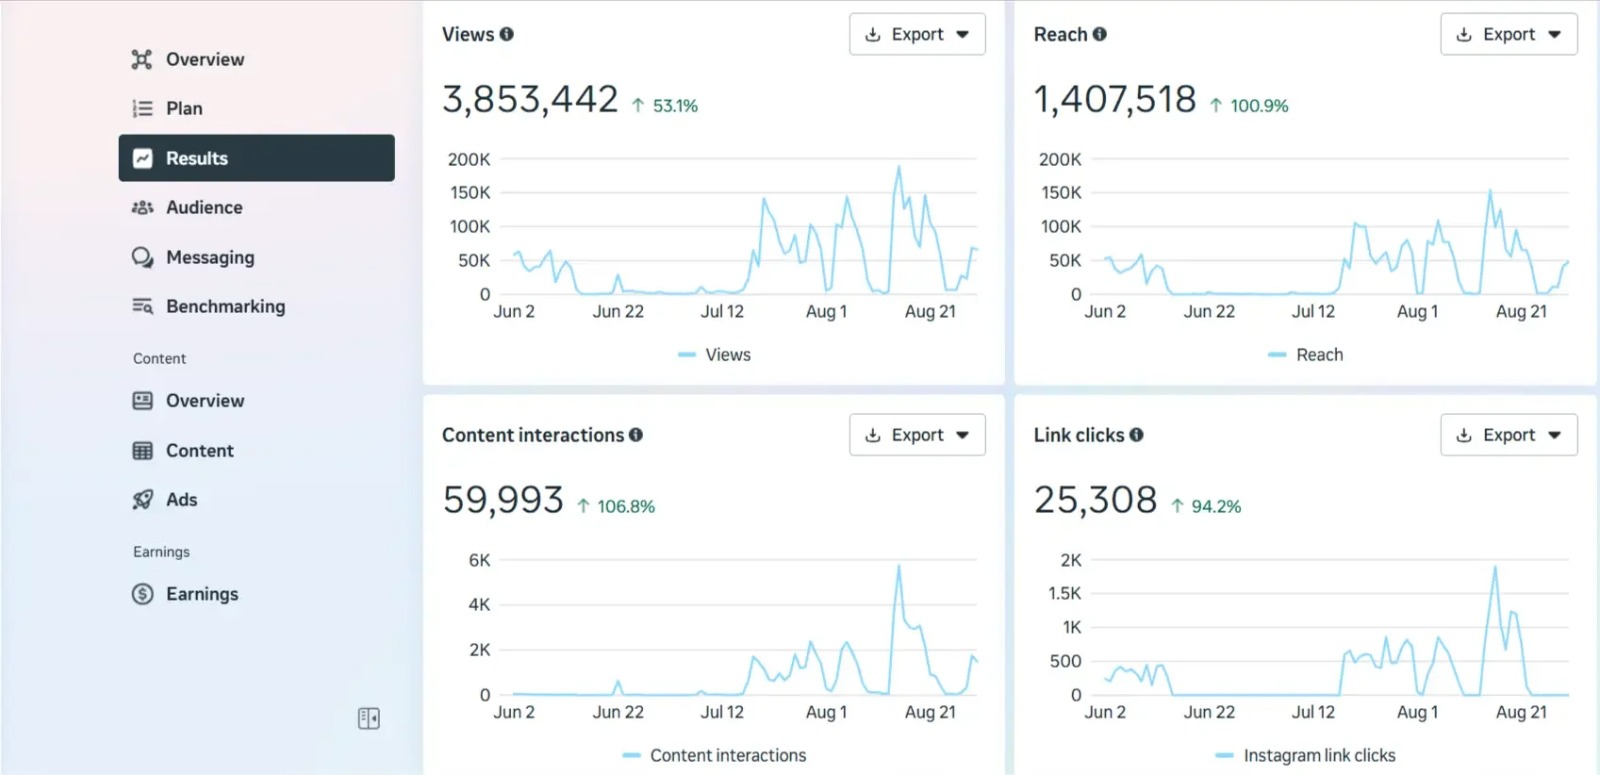 Overview
Plan
Results
Audience
Messaging
Benchmarking
Content
Overview
Content
Ads
Earnings
Earnings
Views
Export
3,853,442 ↑ 53.1%
200K
150K
100K
50K
0
Jun 2 Jun 22 Jul 12 Aug 1 Aug 21
Views
Reach
Export
1,407,518 ↑ 100.9%
200K
150K
100K
50K
0
Jun 2 Jun 22 Jul 12 Aug 1 Aug 21
Reach
Content interactions
Export
59,993 ↑ 106.8%
6K
4K
2K
0
Jun 2 Jun 22 Jul 12 Aug 1 Aug 21
Content interactions
Link clicks
Export
25,308 ↑ 94.2%
2K
1.5K
1K
500
0
Jun 2 Jun 22 Jul 12 Aug 1 Aug 21
Instagram link clicks